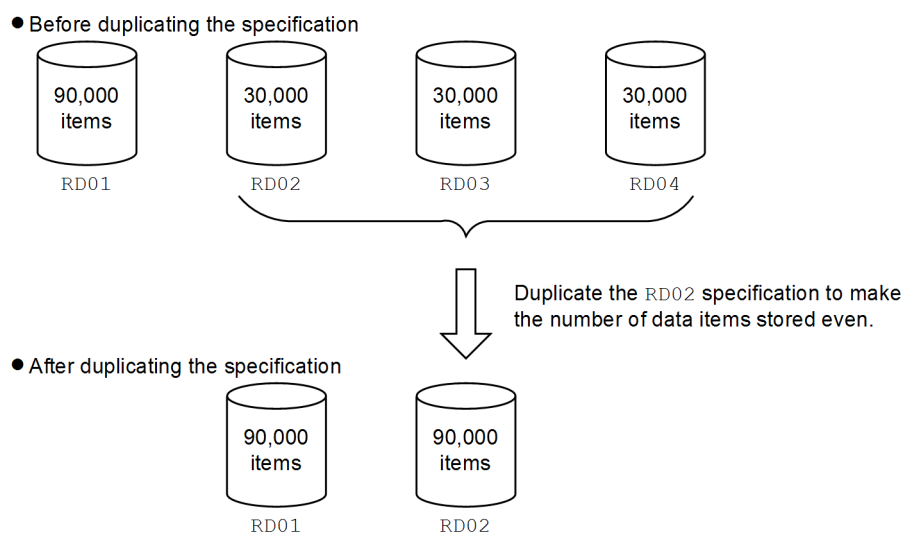 ● Before duplicating the specification
90,000 items
30,000 items
30,000 items
30,000 items
RD01
RD02
RD03
RD04
Duplicate the RD02 specification to make
the number of data items stored even.
● After duplicating the specification
90,000 items
90,000 items
RD01
RD02